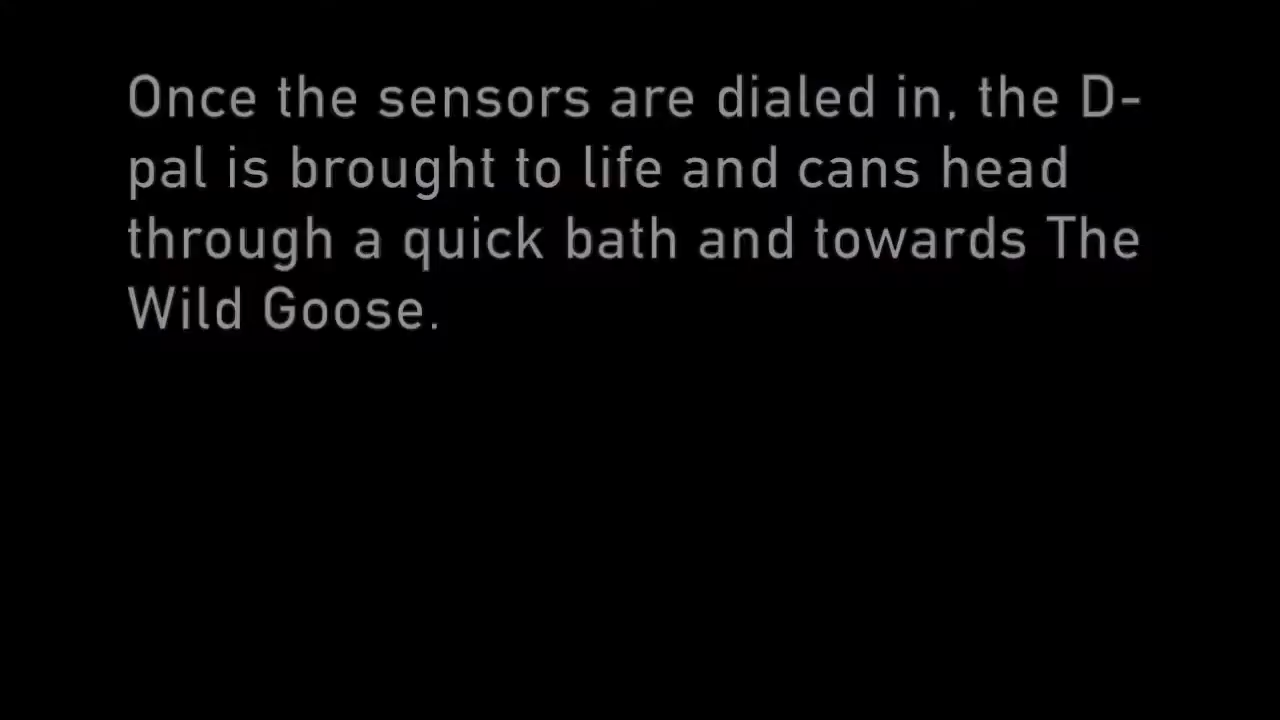 Once the sensors are dialed in, the D-
pal is brought to life and cans head
through a quick bath and towards The
Wild Goose.